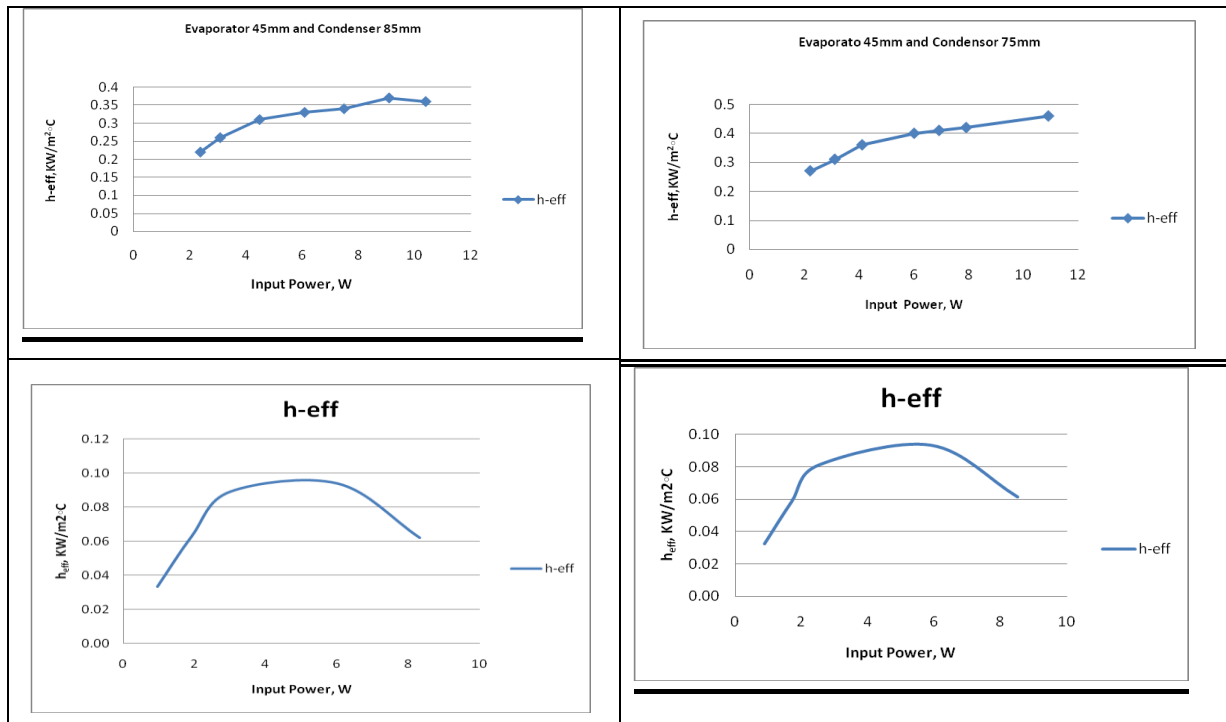 Evaporator 45mm and Condenser 85mm
0.4
0.35
0.3
0.25
0.2
0.15
0.1
0.05
0
h-eff,KW/m²◦C
h-eff
0 2 4 6 8 10 12
Input Power, W
Evaporato 45mm and Condensor 75mm
0.5
0.4
0.3
0.2
0.1
0
h-eff,KW/m²◦C
h-eff
0 2 4 6 8 10 12
Input Power, W
h-eff
0.12
0.10
0.08
0.06
0.04
0.02
0.00
heff, KW/m2◦C
h-eff
0 2 4 6 8 10
Input Power, W
h-eff
0.10
0.08
0.06
0.04
0.02
0.00
heff, KW/m2◦C
h-eff
0 2 4 6 8 10
Input Power, W